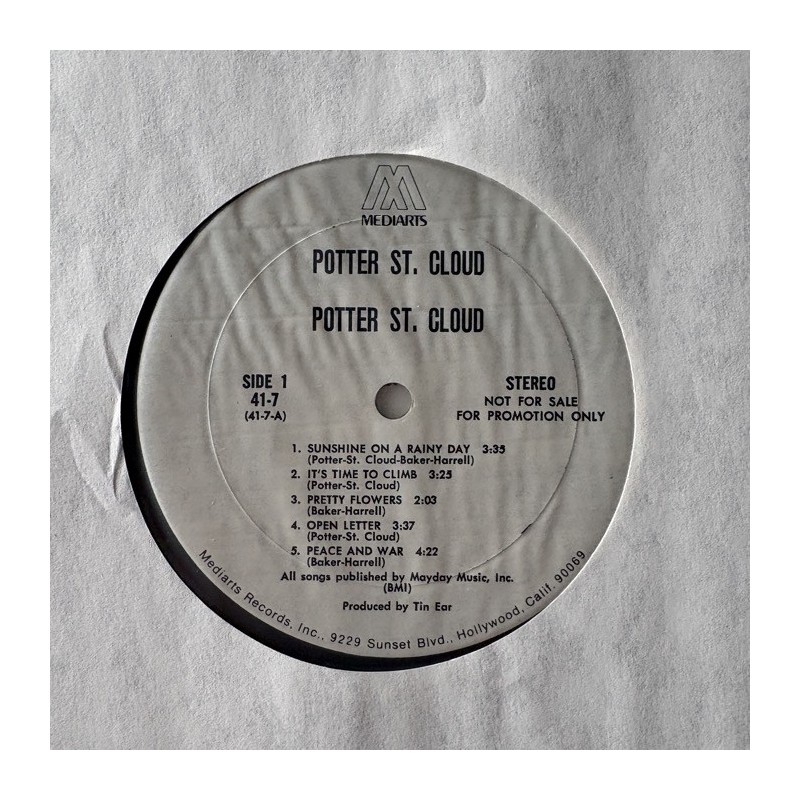 MEDIARTS
POTTER ST. CLOUD
POTTER ST. CLOUD
SIDE 1
41-7
(41-7-A)
STEREO
NOT FOR SALE
FOR PROMOTION ONLY
1. SUNSHINE ON A RAINY DAY 3:35
(Potter-St. Cloud-Baker-Harrell)
2. IT'S TIME TO CLIMB 3:25
(Potter-St. Cloud)
3. PRETTY FLOWERS 2:03
(Baker-Harrell)
4. OPEN LETTER 3:37
(Potter-St. Cloud)
5. PEACE AND WAR 4:22
(Baker-Harrell)
All songs published by Mayday Music, Inc.
(BMI)
Produced by Tin Ear
Mediarts Records, Inc., 9229 Sunset Blvd., Hollywood, Calif. 90069